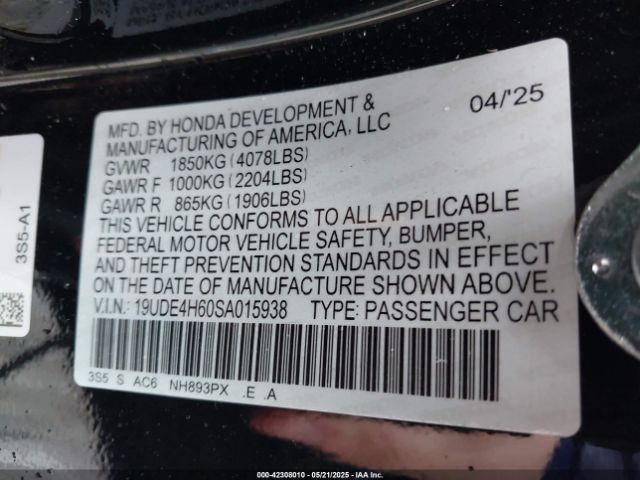 MFD. BY HONDA DEVELOPMENT & 04/'25
MANUFACTURING OF AMERICA, LLC
GVWR 1850KG (4078LBS)
GAWR F 1000KG (2204LBS)
GAWR R 865KG (1906LBS)
THIS VEHICLE CONFORMS TO ALL APPLICABLE
FEDERAL MOTOR VEHICLE SAFETY, BUMPER,
AND THEFT PREVENTION STANDARDS IN EFFECT
ON THE DATE OF MANUFACTURE SHOWN ABOVE.
V.I.N.: 19UDE4H60SA015938 TYPE: PASSENGER CAR
3S5 S AC6 NH893PX .E .A
3S5-A1
000-42308010 - 05/21/2025 - IAA Inc.